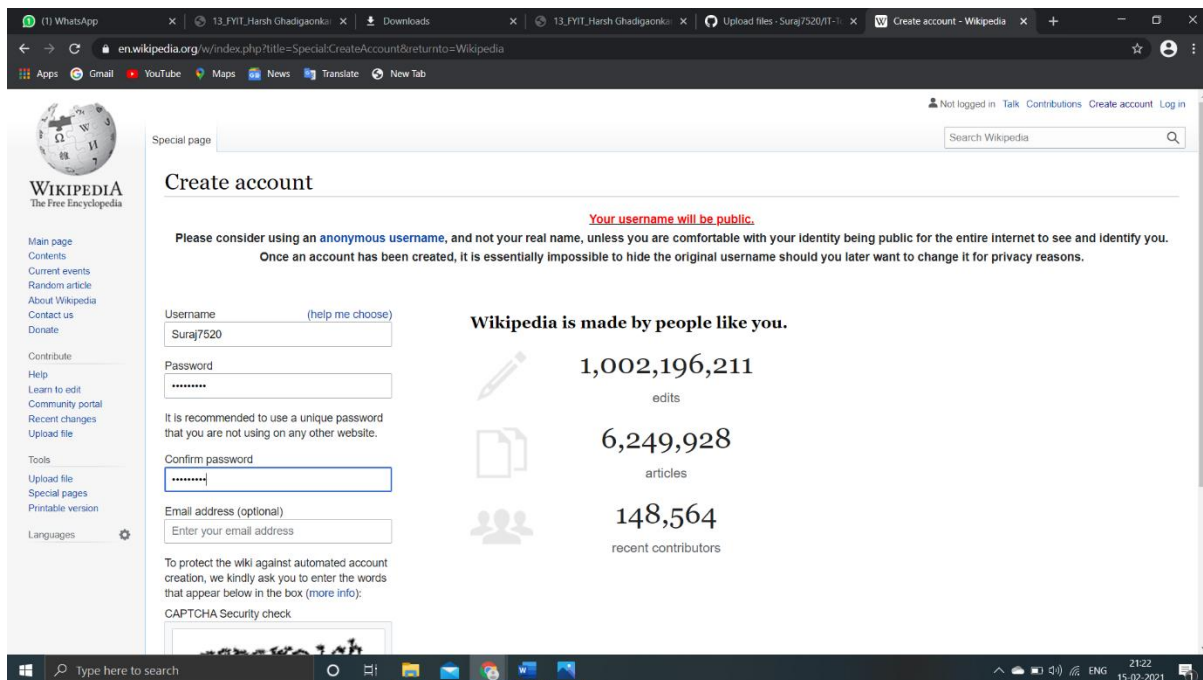 (1) WhatsApp
13_FYIT_Harsh Ghadigaonkar
Downloads
13_FYIT_Harsh Ghadigaonkar
Upload files · Suraj7520/IT-Tr
Create account - Wikipedia
en.wikipedia.org/w/index.php?title=Special:CreateAccount&returnto=Wikipedia
Apps Gmail YouTube Maps News Translate New Tab
Not logged in Talk Contributions Create account Log in
Special page
Search Wikipedia
WIKIPEDIA
The Free Encyclopedia
Main page
Contents
Current events
Random article
About Wikipedia
Contact us
Donate
Contribute
Help
Learn to edit
Community portal
Recent changes
Upload file
Tools
Upload file
Special pages
Printable version
Languages
Create account
Your username will be public.
Please consider using an anonymous username, and not your real name, unless you are comfortable with your identity being public for the entire internet to see and identify you.
Once an account has been created, it is essentially impossible to hide the original username should you later want to change it for privacy reasons.
Username (help me choose)
Suraj7520
Password
•••••••••
It is recommended to use a unique password
that you are not using on any other website.
Confirm password
•••••••••
Email address (optional)
Enter your email address
To protect the wiki against automated account
creation, we kindly ask you to enter the words
that appear below in the box (more info):
CAPTCHA Security check
Wikipedia is made by people like you.
1,002,196,211
edits
6,249,928
articles
148,564
recent contributors
Type here to search
ENG
21:22
15-02-2021